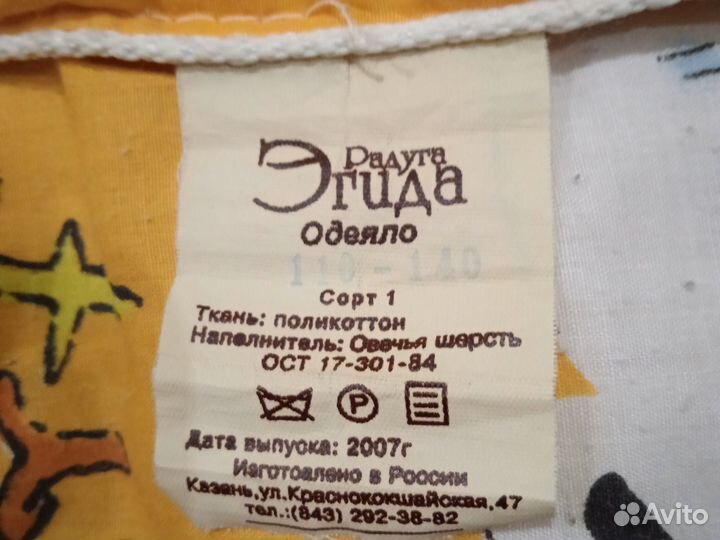 Радуга
Эгида
Одеяло
110-140
Сорт 1
Ткань: поликоттон
Наполнитель: Овечья шерсть
ОСТ 17-301-84
P
Дата выпуска: 2007г
Изготовлено в России
Казань,ул.Краснококшайская,47
тел.:(843) 292-38-82
Avito